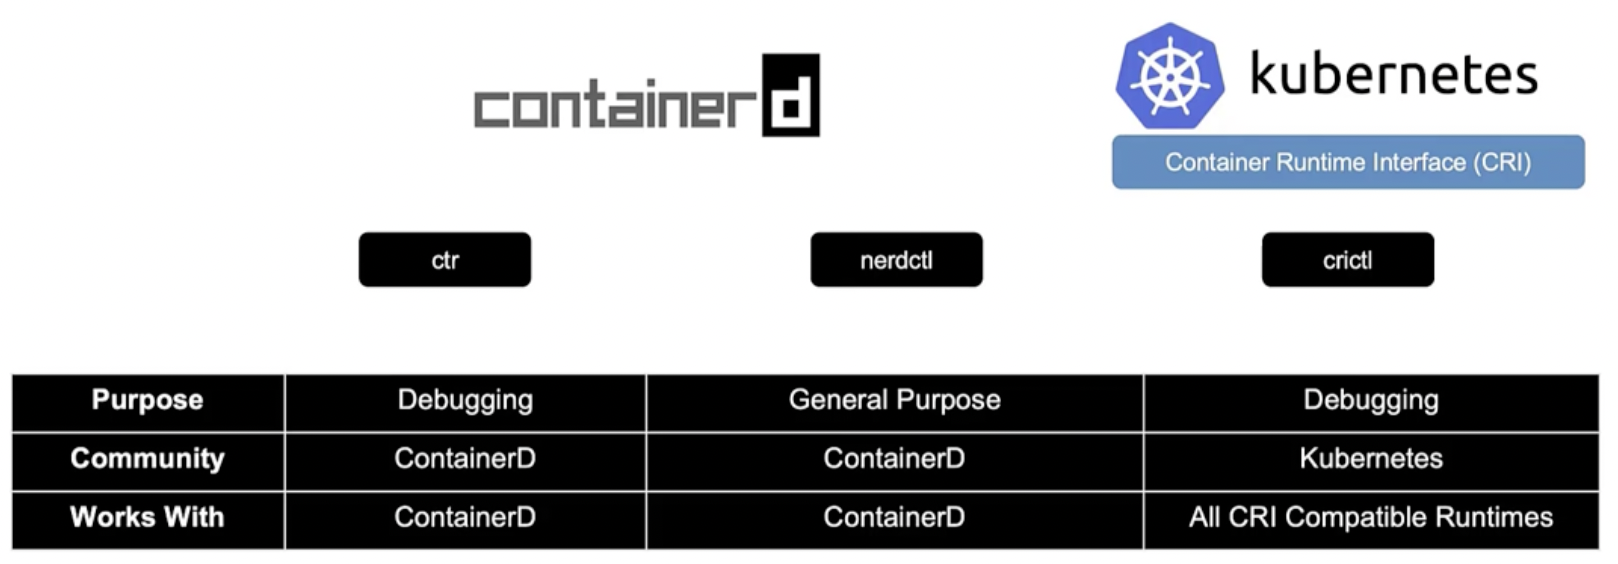 containerd
kubernetes
Container Runtime Interface (CRI)
ctr
nerdctl
crictl
Purpose Debugging General Purpose Debugging
Community ContainerD ContainerD Kubernetes
Works With ContainerD ContainerD All CRI Compatible Runtimes